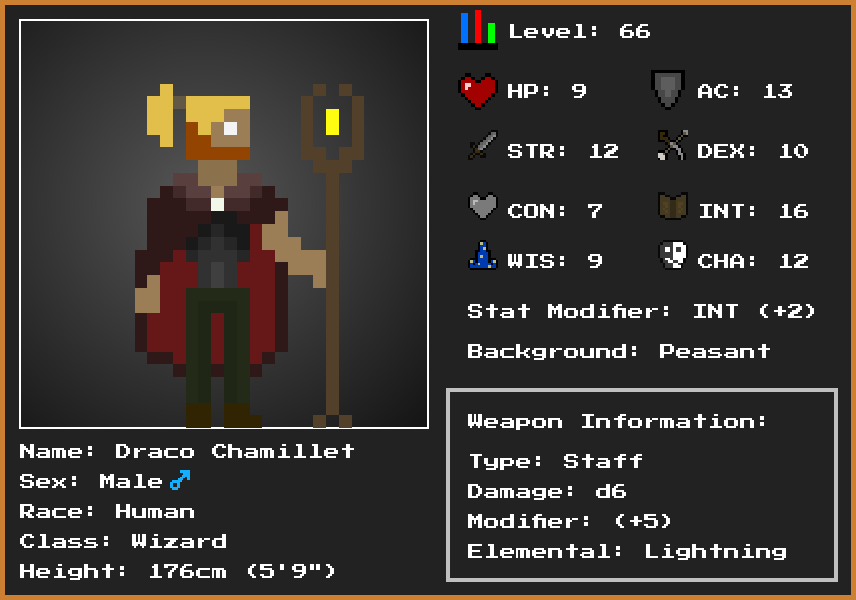 Level: 66
HP: 9
AC: 13
STR: 12
DEX: 10
CON: 7
INT: 16
WIS: 9
CHA: 12
Stat Modifier: INT (+2)
Background: Peasant
Weapon Information:
Type: Staff
Damage: d6
Modifier: (+5)
Elemental: Lightning
Name: Draco Chamillet
Sex: Male♂
Race: Human
Class: Wizard
Height: 176cm (5'9")